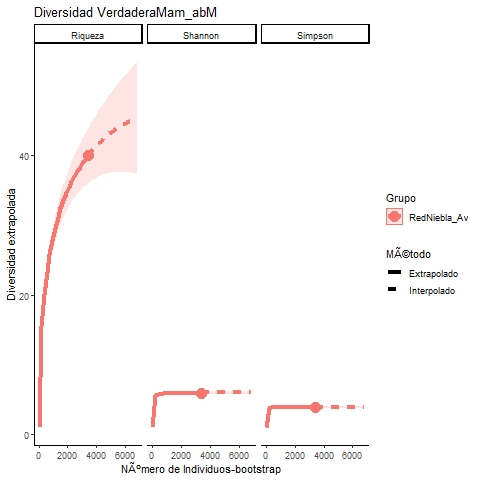 Diversidad VerdaderaMam_abM
Riqueza
Shannon
Simpson
Diversidad extrapolada
40
20
0
0 2000 4000 6000
0 2000 4000 6000
0 2000 4000 6000
NÃºmero de Individuos-bootstrap
Grupo
RedNiebla_Av
MÃ©todo
Extrapolado
Interpolado